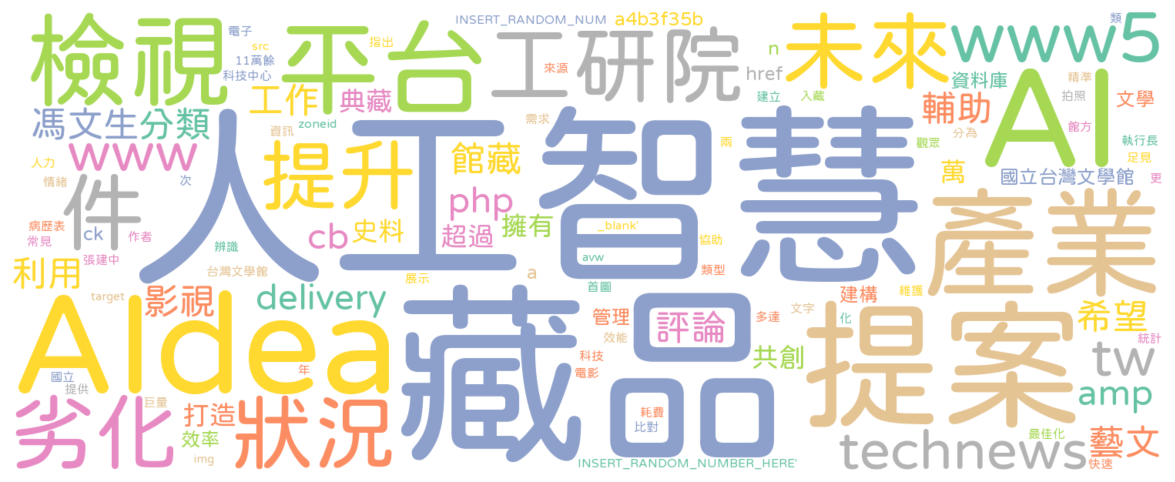 INSERT_RANDOM_NUM
a4b3f35b
類
電子
src
指出
檢視
平台
工研院
未來
www5
11萬餘
科技中心
來源
n
href
資料庫
精準
工作
典藏
建立
入藏
拍照
文學
AI
馮文生
分類
zoneid
需求
輔助
資訊
兩
觀眾
分為
館方
執行長
www
人工智慧
提升
館藏
萬
足見
人力
情緒
次
件
國立台灣文學館
更
php
產業
病歷表
ck
作者
常見
cb
史料
超過
擁有
_blank'
協助
辨識
張建中
avw
利用
台灣文學館
a
類型
展示
首圖
target
影視
delivery
建構
維護
AIdea
藏品
管理
評論
多達
文字
化
提案
希望
效能
統計
科技
共創
tw
國立
年
電影
提供
amp
巨量
劣化
打造
狀況
耗費
比對
效率
technews
最佳化
藝文
img
INSERT_RANDOM_NUMBER_HERE'
快速